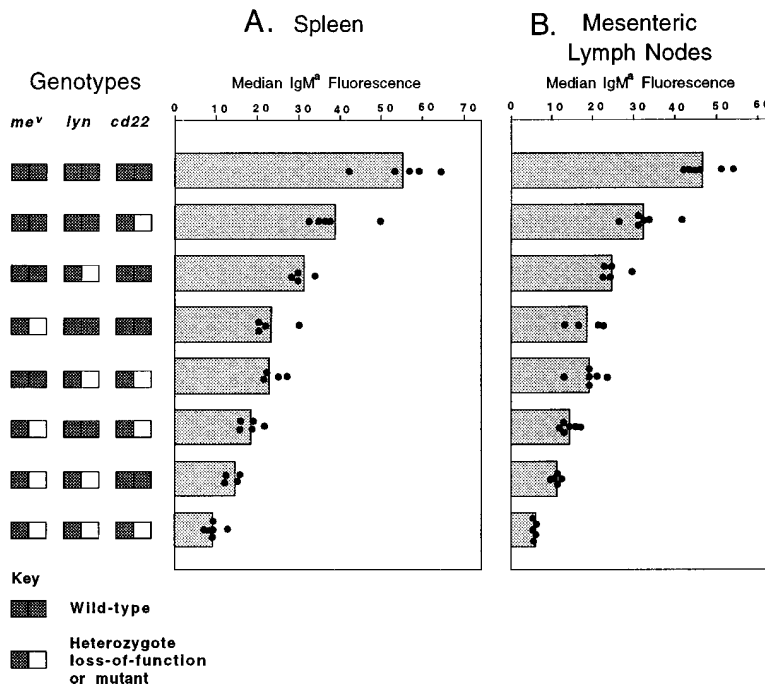 A. Spleen
B. Mesenteric
Lymph Nodes
Genotypes
Median IgMᵃ Fluorescence
Median IgMᵃ Fluorescence
meᵛ lyn cd22
0 10 20 30 40 50 60 70
0 10 20 30 40 50 60
Key
Wild-type
Heterozygote
loss-of-function
or mutant